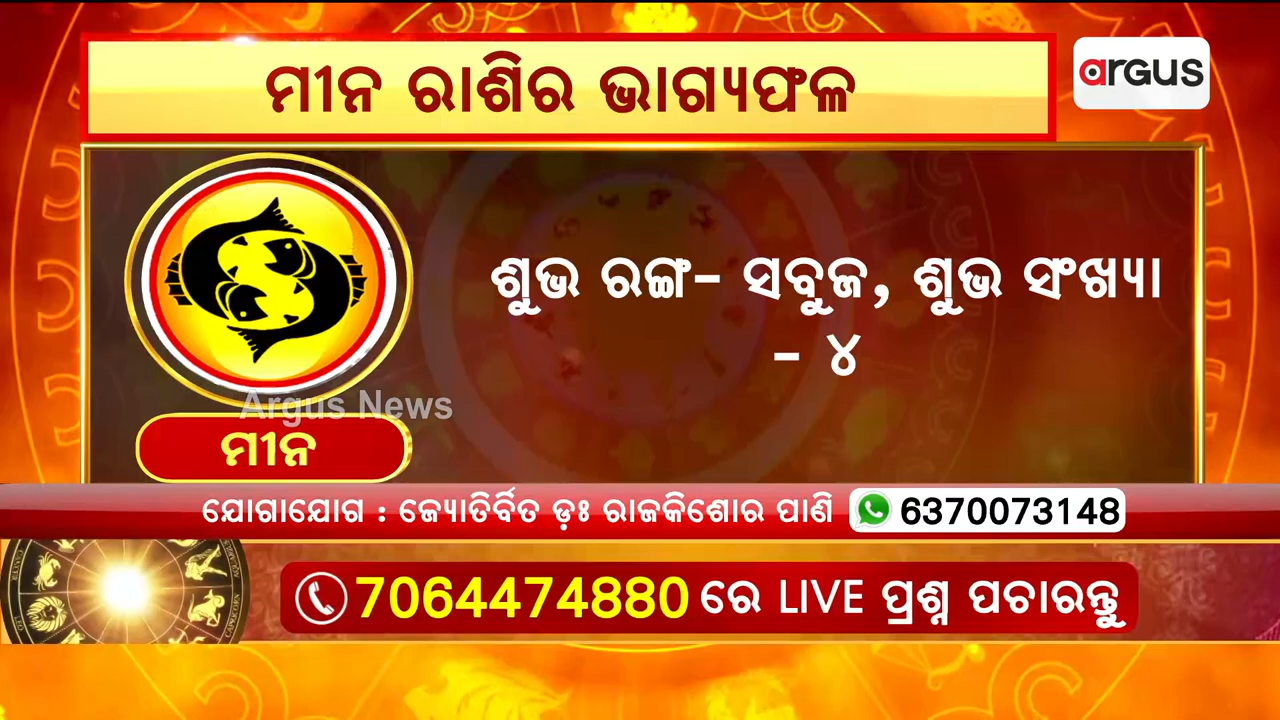 ମୀନ ରାଶିର ଭାଗ୍ୟଫଳ
argus
ଶୁଭ ରଙ୍ଗ- ସବୁଜ, ଶୁଭ ସଂଖ୍ୟା
- ୪
Argus News
ମୀନ
ଯୋଗାଯୋଗ : ଜ୍ୟୋତିର୍ବିତ ଡ଼ଃ ରାଜକିଶୋର ପାଣି 6370073148
7064474880 ରେ LIVE ପ୍ରଶ୍ନ ପଚାରନ୍ତୁ